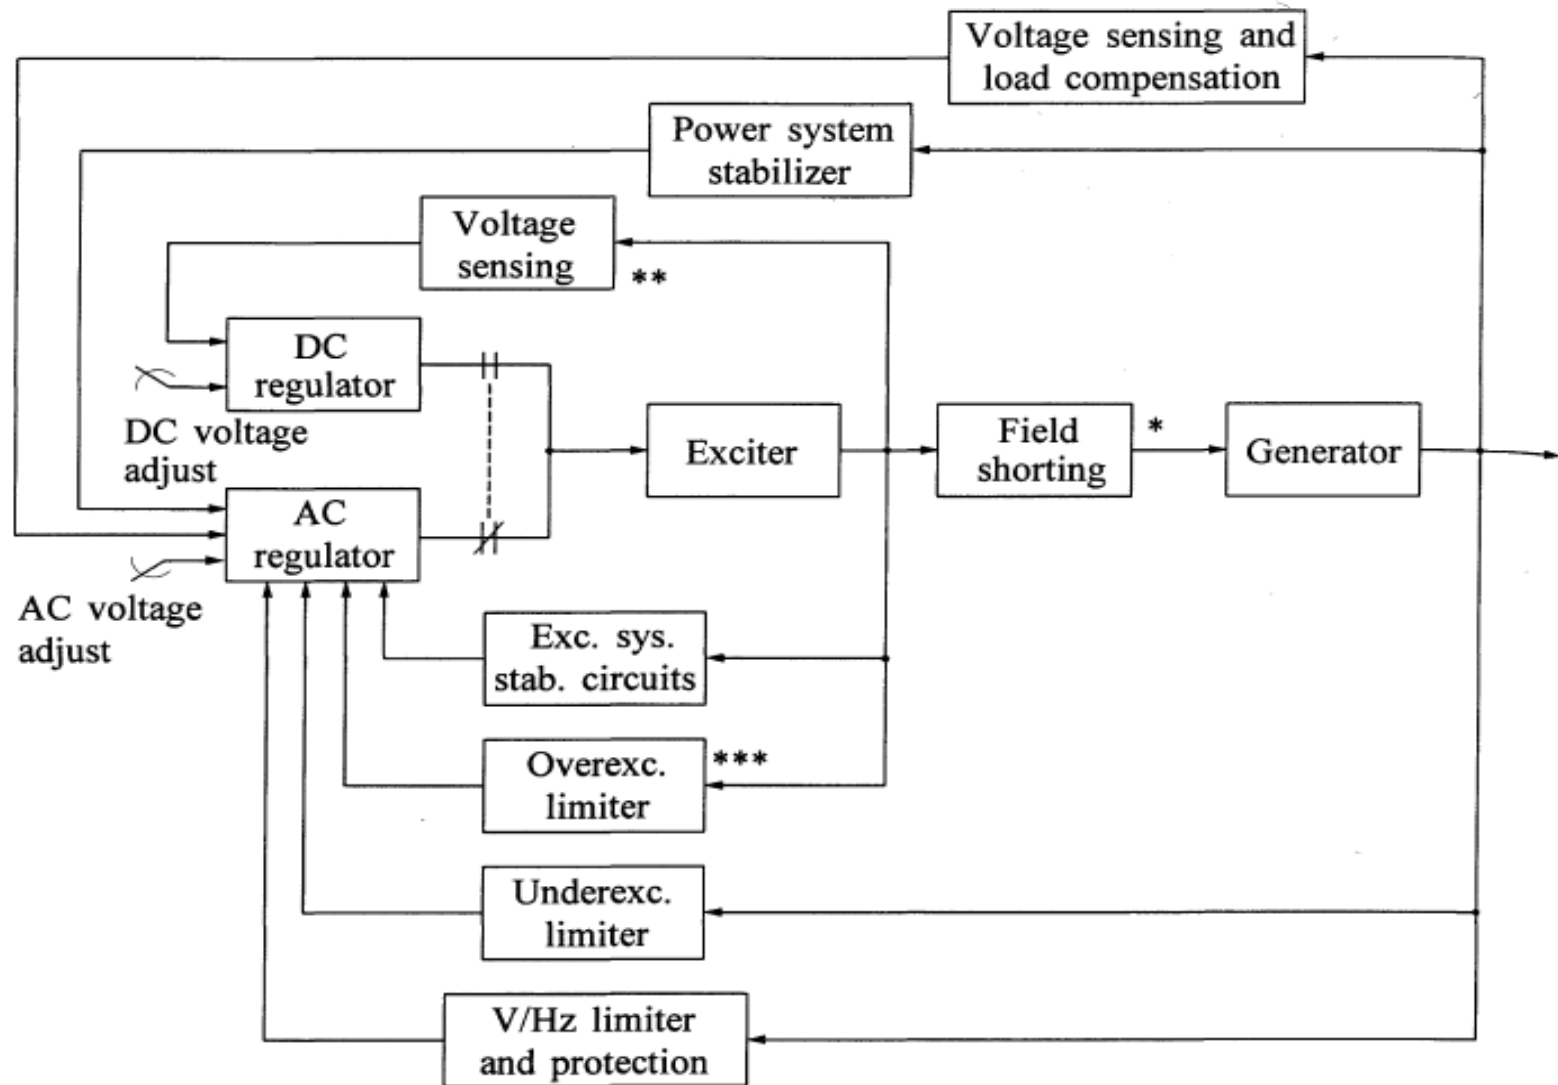 Voltage sensing and
load compensation
Power system
stabilizer
Voltage
sensing
**
DC
regulator
DC voltage
adjust
Exciter
Field
shorting
*
Generator
AC
regulator
AC voltage
adjust
Exc. sys.
stab. circuits
Overexc.
limiter
***
Underexc.
limiter
V/Hz limiter
and protection